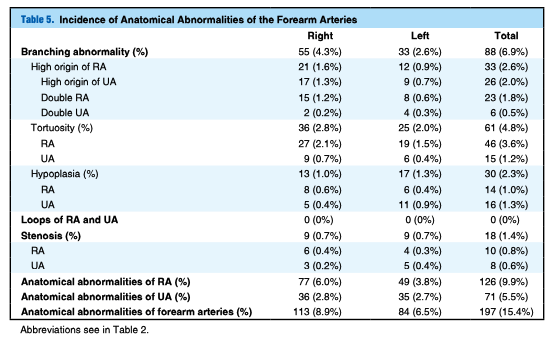 Table 5. Incidence of Anatomical Abnormalities of the Forearm Arteries
Right Left Total
Branching abnormality (%) 55 (4.3%) 33 (2.6%) 88 (6.9%)
High origin of RA 21 (1.6%) 12 (0.9%) 33 (2.6%)
High origin of UA 17 (1.3%) 9 (0.7%) 26 (2.0%)
Double RA 15 (1.2%) 8 (0.6%) 23 (1.8%)
Double UA 2 (0.2%) 4 (0.3%) 6 (0.5%)
Tortuosity (%) 36 (2.8%) 25 (2.0%) 61 (4.8%)
RA 27 (2.1%) 19 (1.5%) 46 (3.6%)
UA 9 (0.7%) 6 (0.4%) 15 (1.2%)
Hypoplasia (%) 13 (1.0%) 17 (1.3%) 30 (2.3%)
RA 8 (0.6%) 6 (0.4%) 14 (1.0%)
UA 5 (0.4%) 11 (0.9%) 16 (1.3%)
Loops of RA and UA 0 (0%) 0 (0%) 0 (0%)
Stenosis (%) 9 (0.7%) 9 (0.7%) 18 (1.4%)
RA 6 (0.4%) 4 (0.3%) 10 (0.8%)
UA 3 (0.2%) 5 (0.4%) 8 (0.6%)
Anatomical abnormalities of RA (%) 77 (6.0%) 49 (3.8%) 126 (9.9%)
Anatomical abnormalities of UA (%) 36 (2.8%) 35 (2.7%) 71 (5.5%)
Anatomical abnormalities of forearm arteries (%) 113 (8.9%) 84 (6.5%) 197 (15.4%)
Abbreviations see in Table 2.